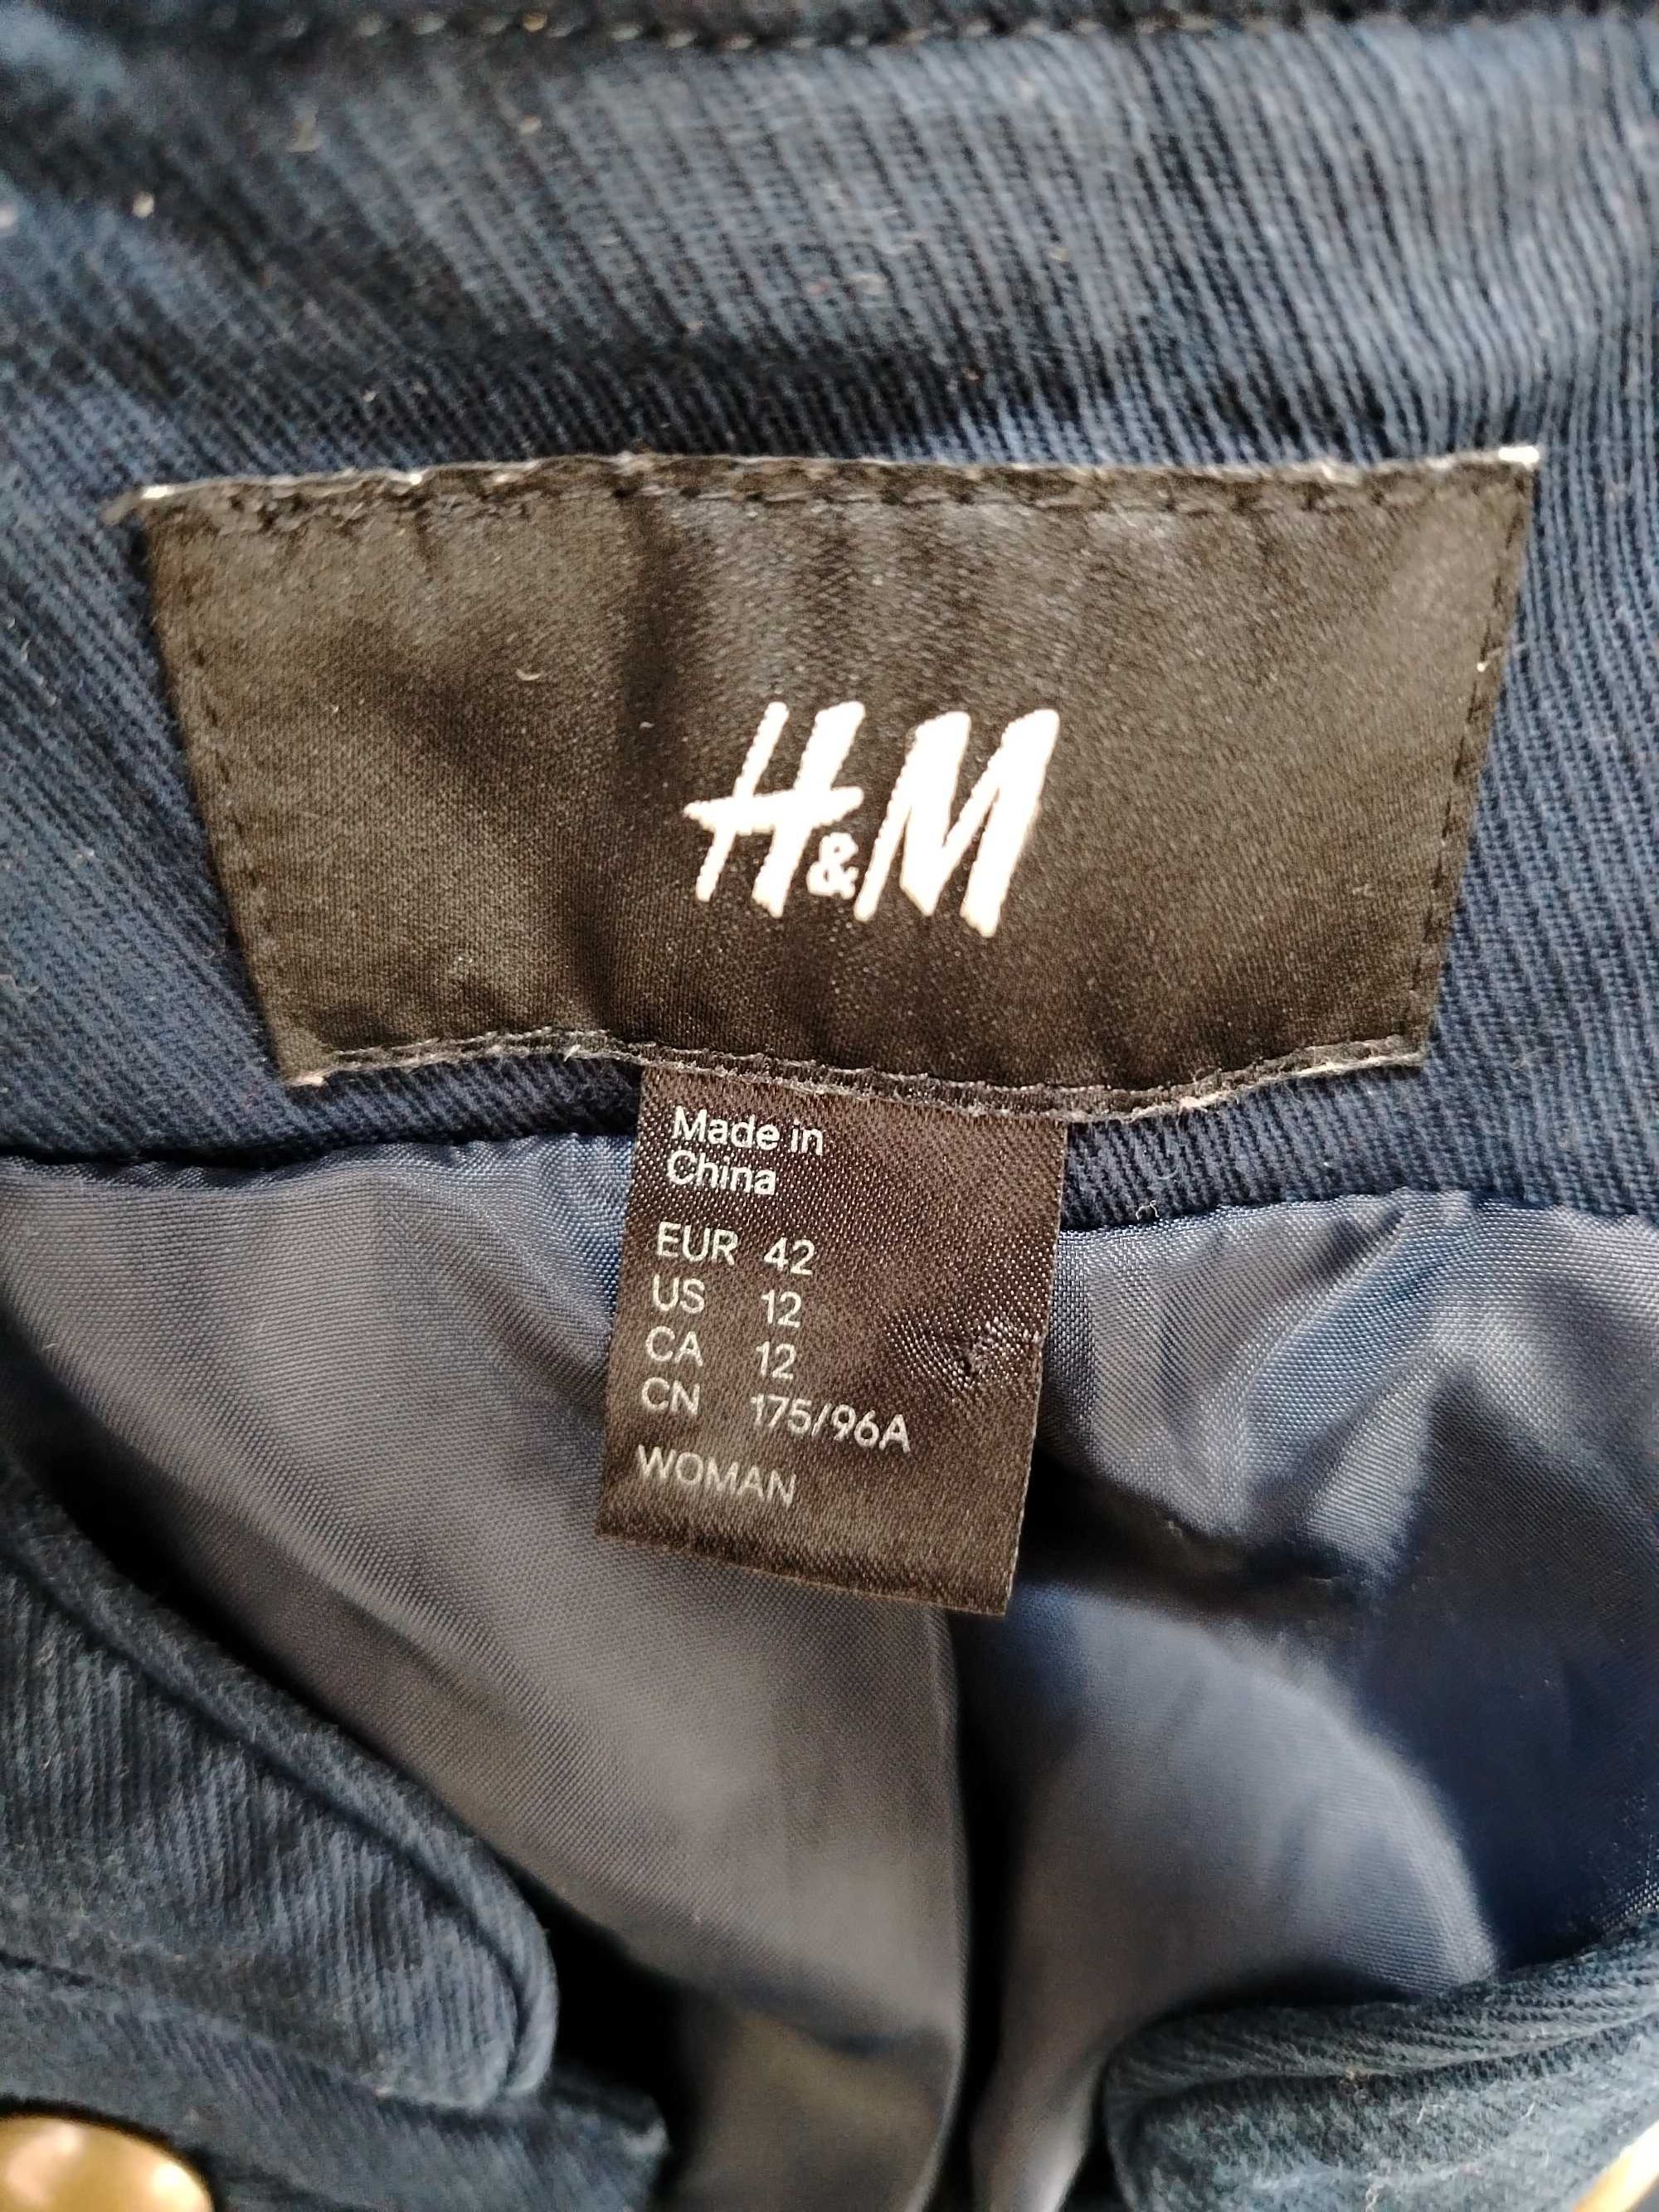 H&M
Made in
China
EUR 42
US 12
CA 12
CN 175/96A
WOMAN